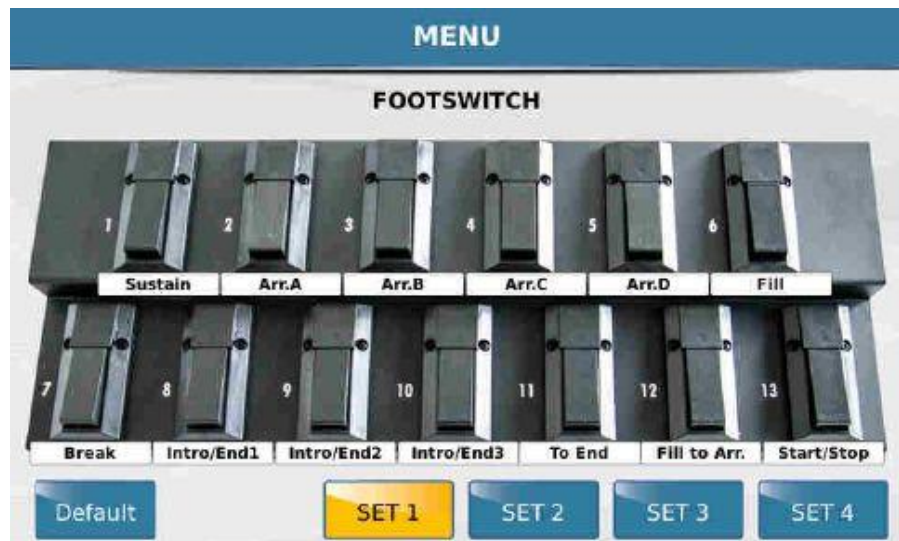 MENU
FOOTSWITCH
1 2 3 4 5 6
Sustain Arr.A Arr.B Arr.C Arr.D Fill
7 8 9 10 11 12 13
Break Intro/End1 Intro/End2 Intro/End3 To End Fill to Arr. Start/Stop
Default SET 1 SET 2 SET 3 SET 4